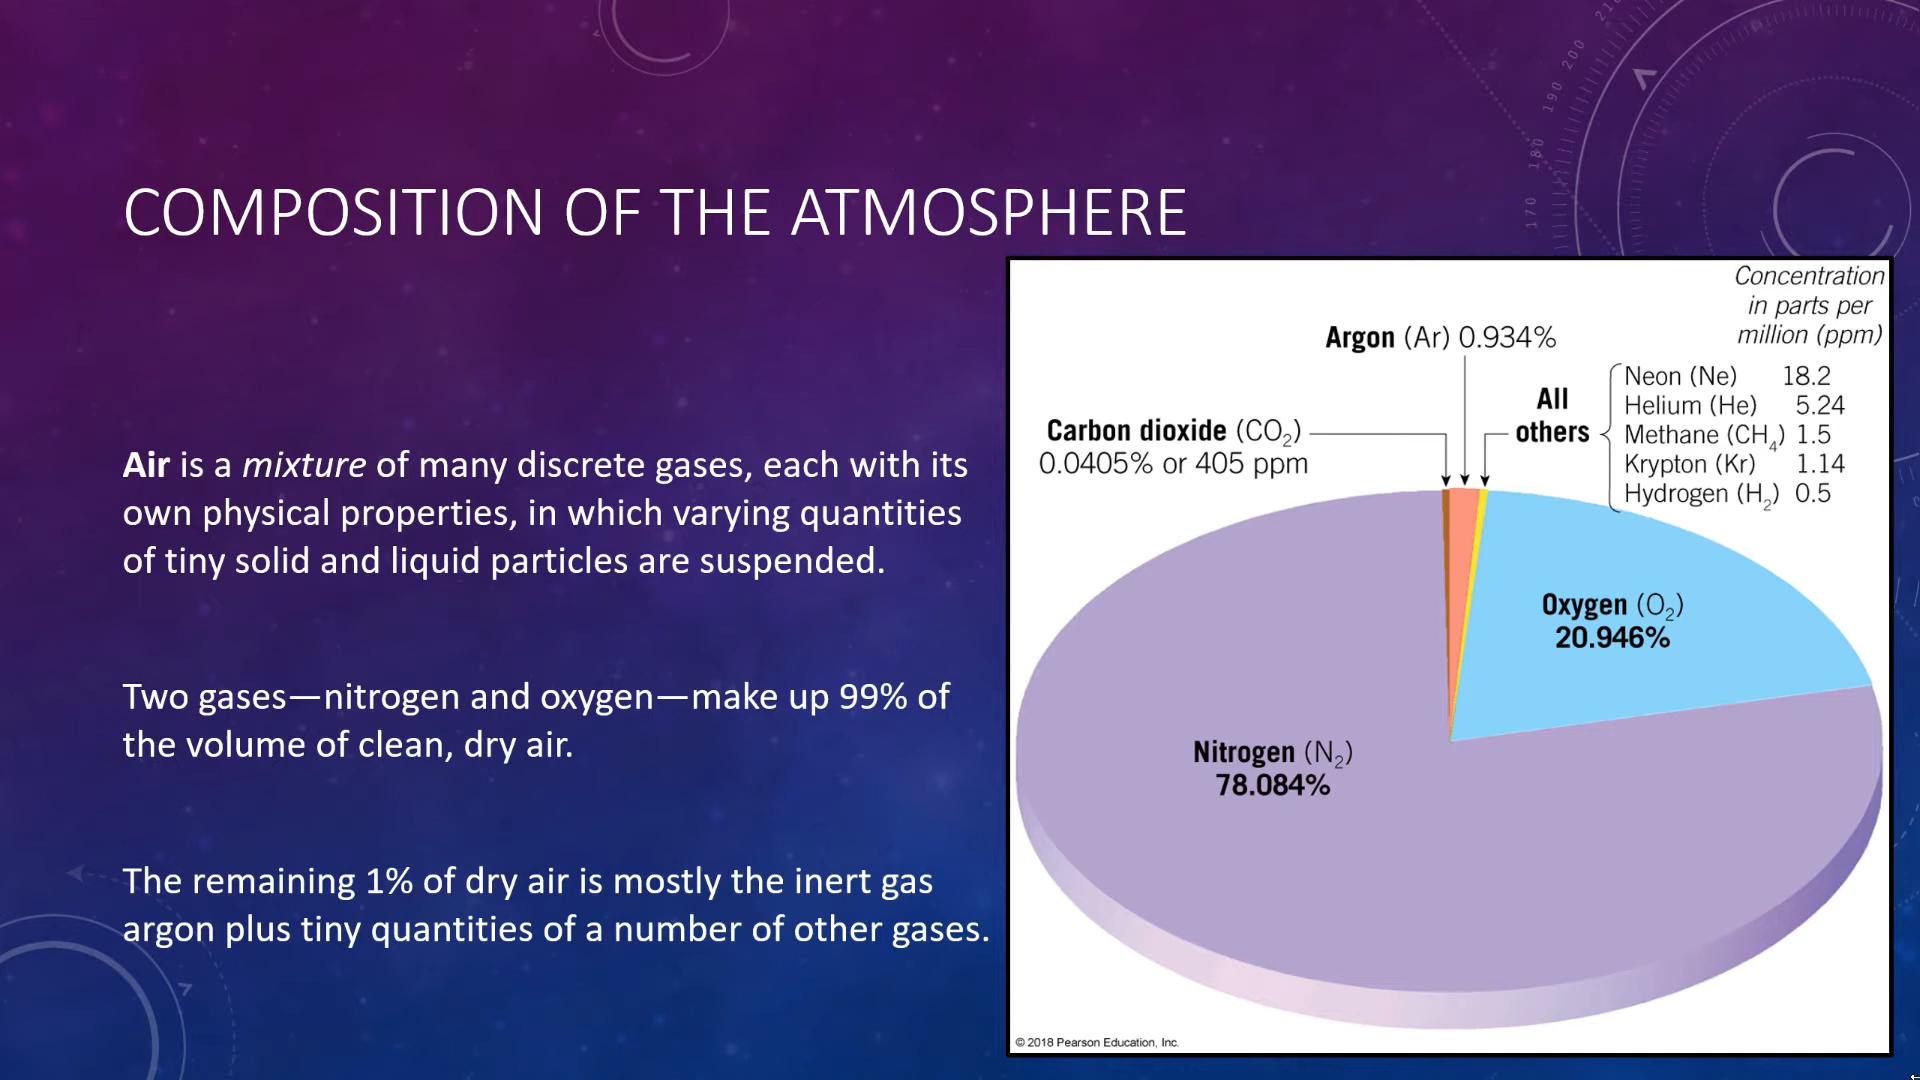 COMPOSITION OF THE ATMOSPHERE
Air is a mixture of many discrete gases, each with its
own physical properties, in which varying quantities
of tiny solid and liquid particles are suspended.
Two gases—nitrogen and oxygen—make up 99% of
the volume of clean, dry air.
The remaining 1% of dry air is mostly the inert gas
argon plus tiny quantities of a number of other gases.
Concentration
in parts per
million (ppm)
Argon (Ar) 0.934%
Carbon dioxide (CO₂)
0.0405% or 405 ppm
All
others
Neon (Ne) 18.2
Helium (He) 5.24
Methane (CH₄) 1.5
Krypton (Kr) 1.14
Hydrogen (H₂) 0.5
Oxygen (O₂)
20.946%
Nitrogen (N₂)
78.084%
© 2018 Pearson Education, Inc.
170
180
190
200